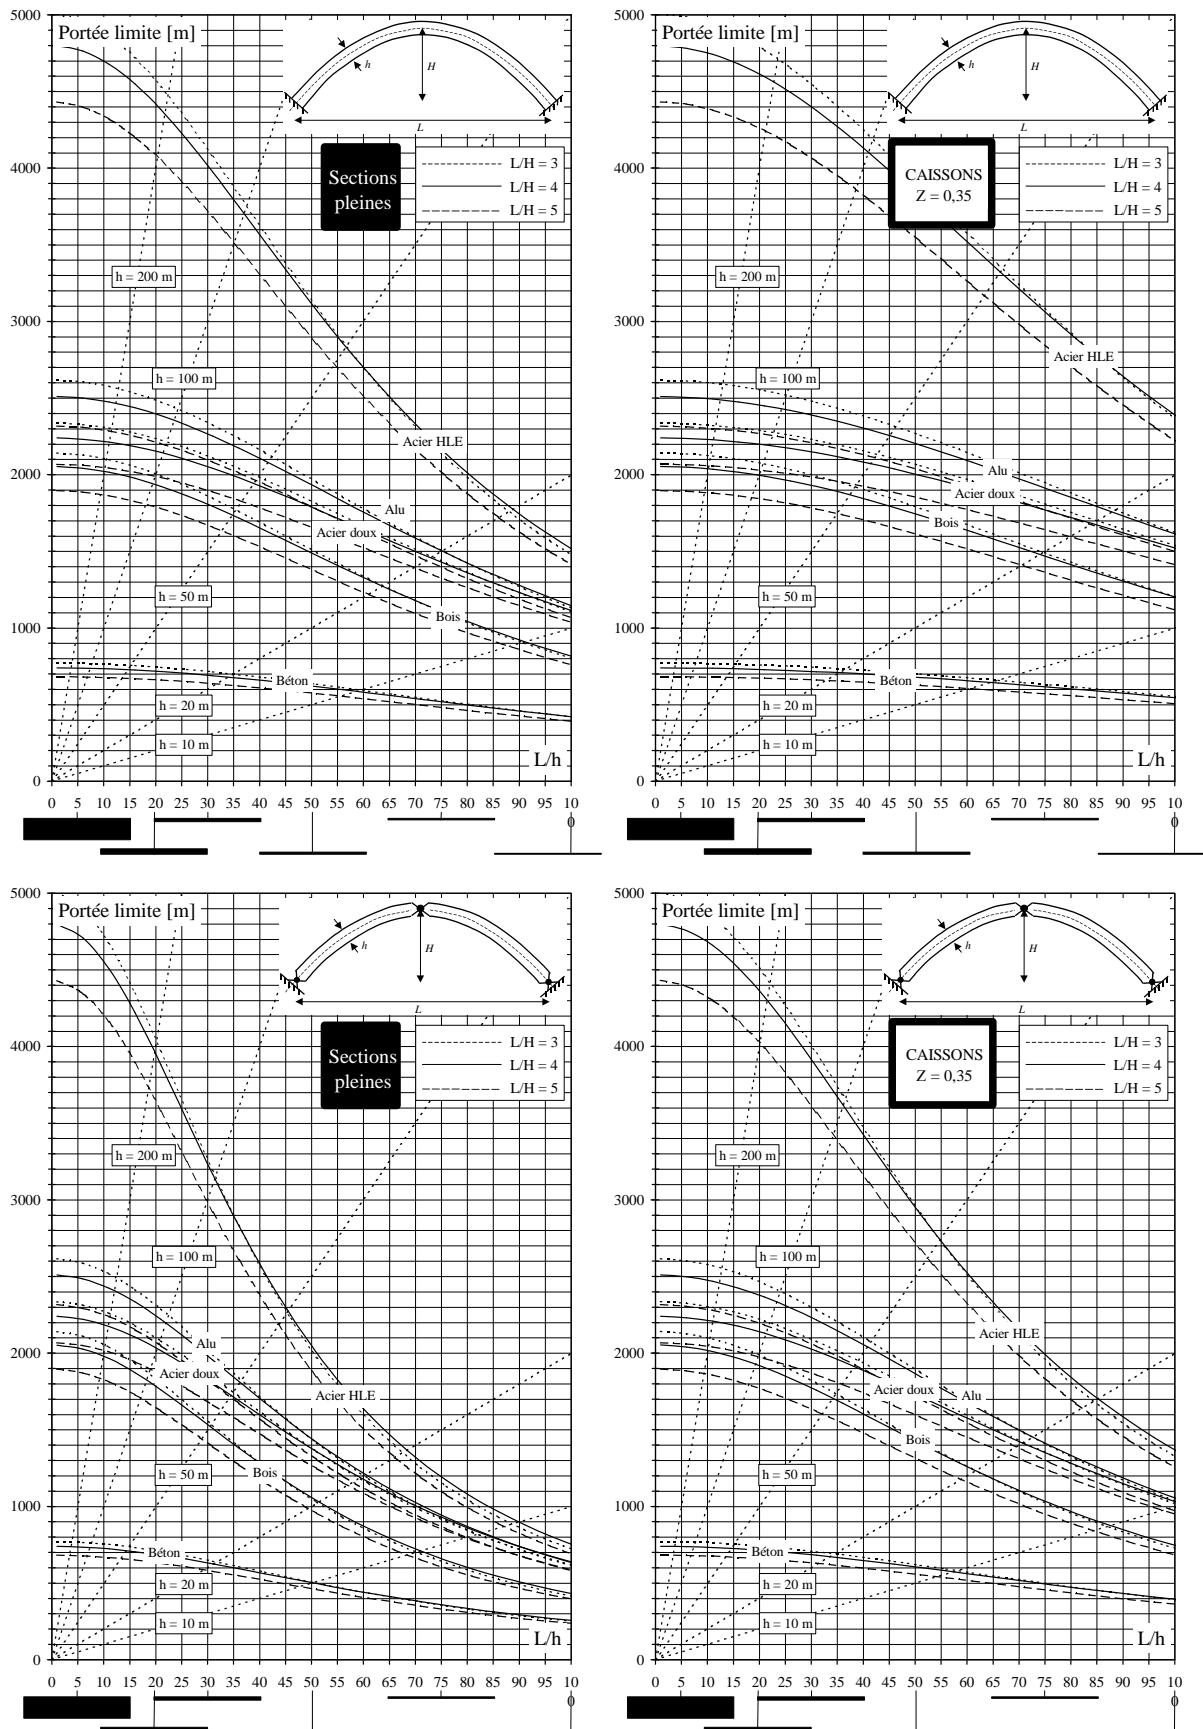 5000
Portée limite [m]
h
H
L
Sections
pleines
L/H = 3
L/H = 4
L/H = 5
4000
h = 200 m
3000
h = 100 m
Acier HLE
2000
Alu
Acier doux
h = 50 m
Bois
1000
Béton
h = 20 m
h = 10 m
L/h
0
0 5 10 15 20 25 30 35 40 45 50 55 60 65 70 75 80 85 90 95 10
0
5000
Portée limite [m]
h
H
L
CAISSONS
Z = 0,35
L/H = 3
L/H = 4
L/H = 5
4000
h = 200 m
3000
Acier HLE
h = 100 m
2000
Alu
Acier doux
Bois
h = 50 m
1000
Béton
h = 20 m
h = 10 m
L/h
0
0 5 10 15 20 25 30 35 40 45 50 55 60 65 70 75 80 85 90 95 10
0
5000
Portée limite [m]
h
H
L
Sections
pleines
L/H = 3
L/H = 4
L/H = 5
4000
h = 200 m
3000
h = 100 m
Alu
2000
Acier doux
Acier HLE
Bois
h = 50 m
1000
Béton
h = 20 m
h = 10 m
L/h
0
0 5 10 15 20 25 30 35 40 45 50 55 60 65 70 75 80 85 90 95 10
0
5000
Portée limite [m]
h
H
L
CAISSONS
Z = 0,35
L/H = 3
L/H = 4
L/H = 5
4000
h = 200 m
3000
h = 100 m
Acier HLE
2000
Acier doux
Alu
Bois
h = 50 m
1000
Béton
h = 20 m
h = 10 m
L/h
0
0 5 10 15 20 25 30 35 40 45 50 55 60 65 70 75 80 85 90 95 10
0